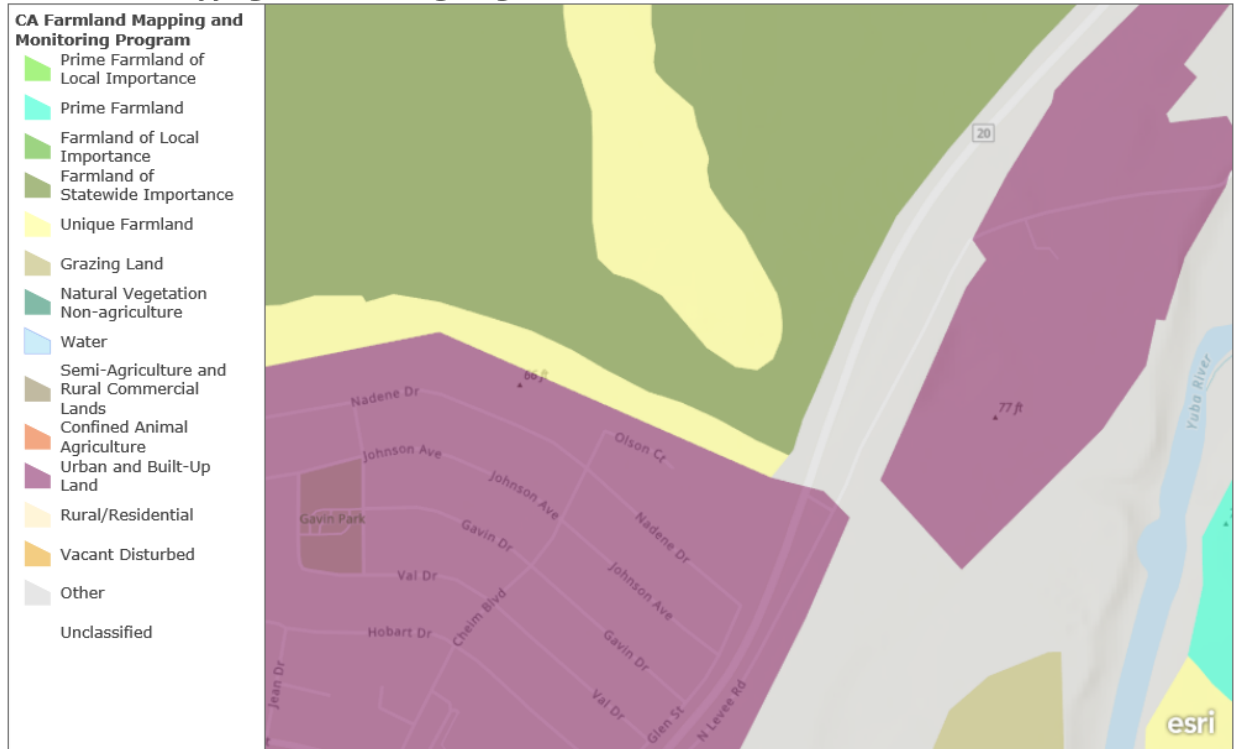 CA Farmland Mapping and
Monitoring Program
Prime Farmland of
Local Importance
Prime Farmland
Farmland of Local
Importance
Farmland of
Statewide Importance
Unique Farmland
Grazing Land
Natural Vegetation
Non-agriculture
Water
Semi-Agriculture and
Rural Commercial
Lands
Confined Animal
Agriculture
Urban and Built-Up
Land
Rural/Residential
Vacant Disturbed
Other
Unclassified
20
66 ft
77 ft
Yuba River
Nadene Dr
Olson Ct
Johnson Ave
Johnson Ave
Gavin Park
Gavin Dr
Nadene Dr
Val Dr
Johnson Ave
Cheim Blvd
Hobart Dr
Gavin Dr
Jean Dr
Val Dr
Glen St
N Levee Rd
esri